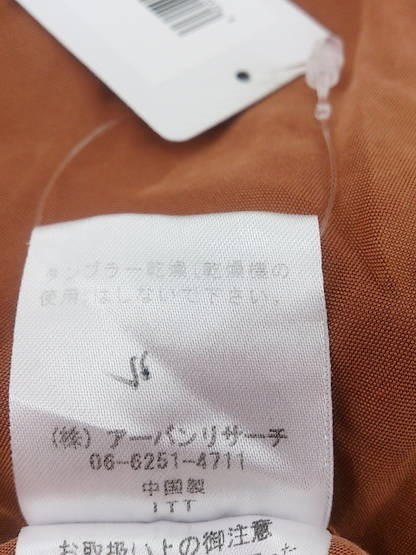 タンブラー乾燥(乾燥機の
使用)はしないで下さい。
(株) アーバンリサーチ
06-6251-4711
中国製
ITT
お取扱い上の御注意